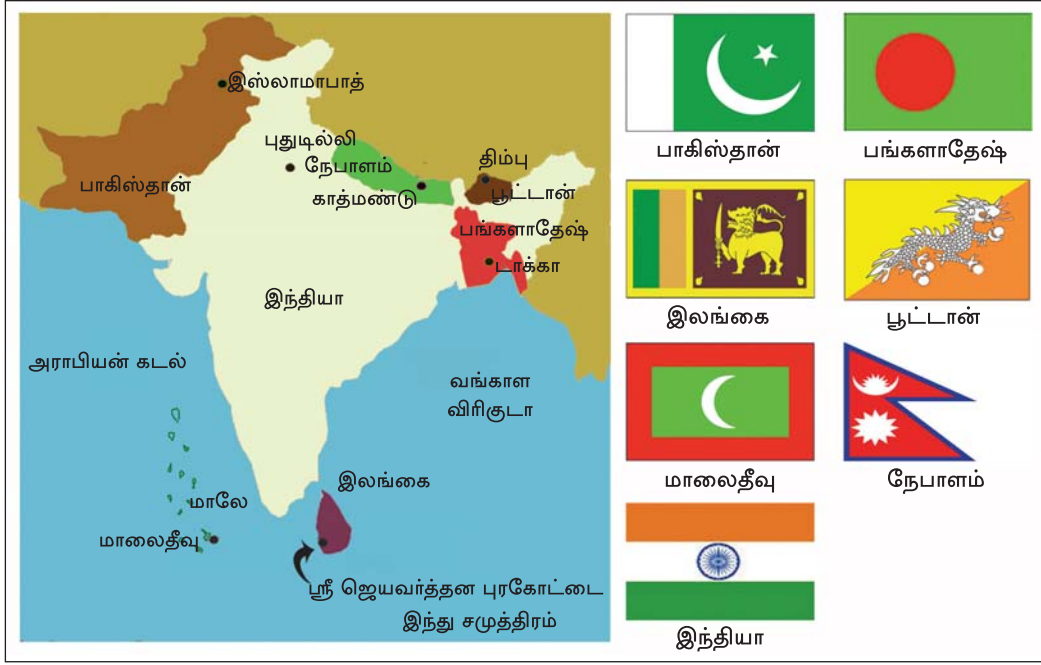 இஸ்லாமாபாத்
புதுடில்லி
நேபாளம்
காத்மண்டு
திம்பு
பூட்டான்
பாகிஸ்தான்
பங்களாதேஷ்
டாக்கா
இந்தியா
அராபியன் கடல்
வங்காள
விரிகுடா
இலங்கை
மாலே
மாலைதீவு
ஸ்ரீ ஜெயவர்த்தன புரகோட்டை
இந்து சமுத்திரம்
பாகிஸ்தான்
பங்களாதேஷ்
இலங்கை
பூட்டான்
மாலைதீவு
நேபாளம்
இந்தியா